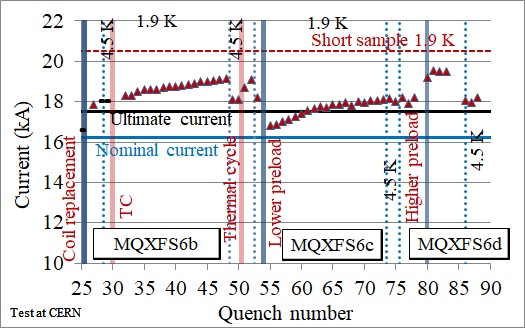 1.9 K
4.5 K
4.5 K
1.9 K
Short sample 1.9 K
22
20
18
16
14
12
10
Current (kA)
Ultimate current
Nominal current
Coil replacement
TC
Thermal cycle
Lower preload
4.5 K
Higher preload
4.5 K
MQXFS6b
MQXFS6c
MQXFS6d
25 30 35 40 45 50 55 60 65 70 75 80 85 90
Test at CERN
Quench number